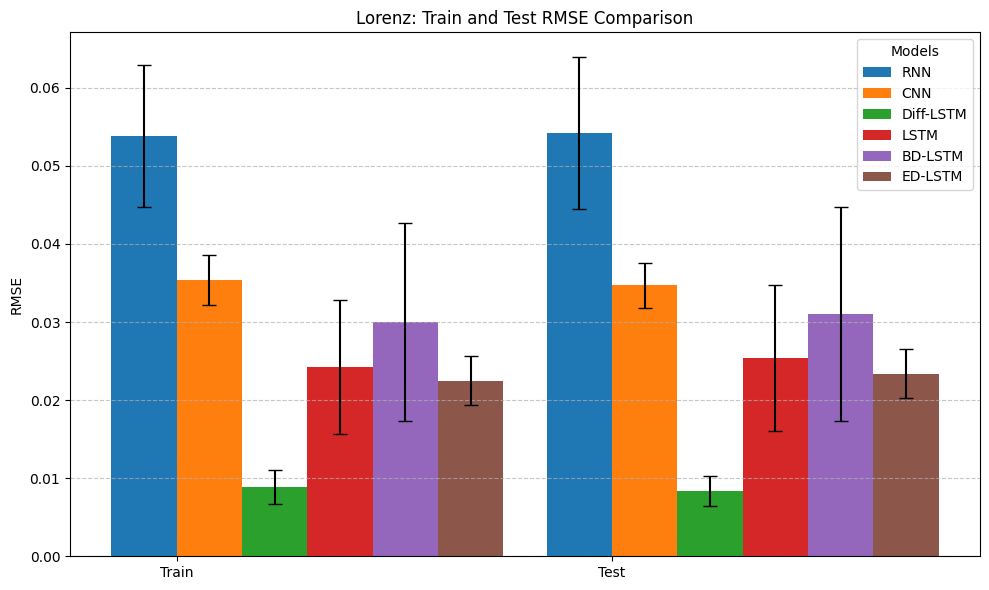 Lorenz: Train and Test RMSE Comparison
Models
RNN
CNN
Diff-LSTM
LSTM
BD-LSTM
ED-LSTM
RMSE
0.06
0.05
0.04
0.03
0.02
0.01
0.00
Train
Test